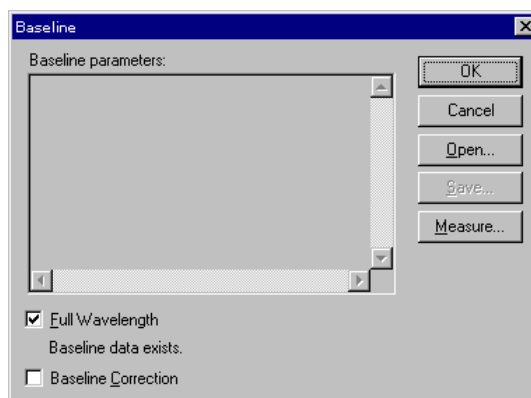 Baseline
Baseline parameters:
OK
Cancel
Open...
Save...
Measure...
Full Wavelength
Baseline data exists.
Baseline Correction